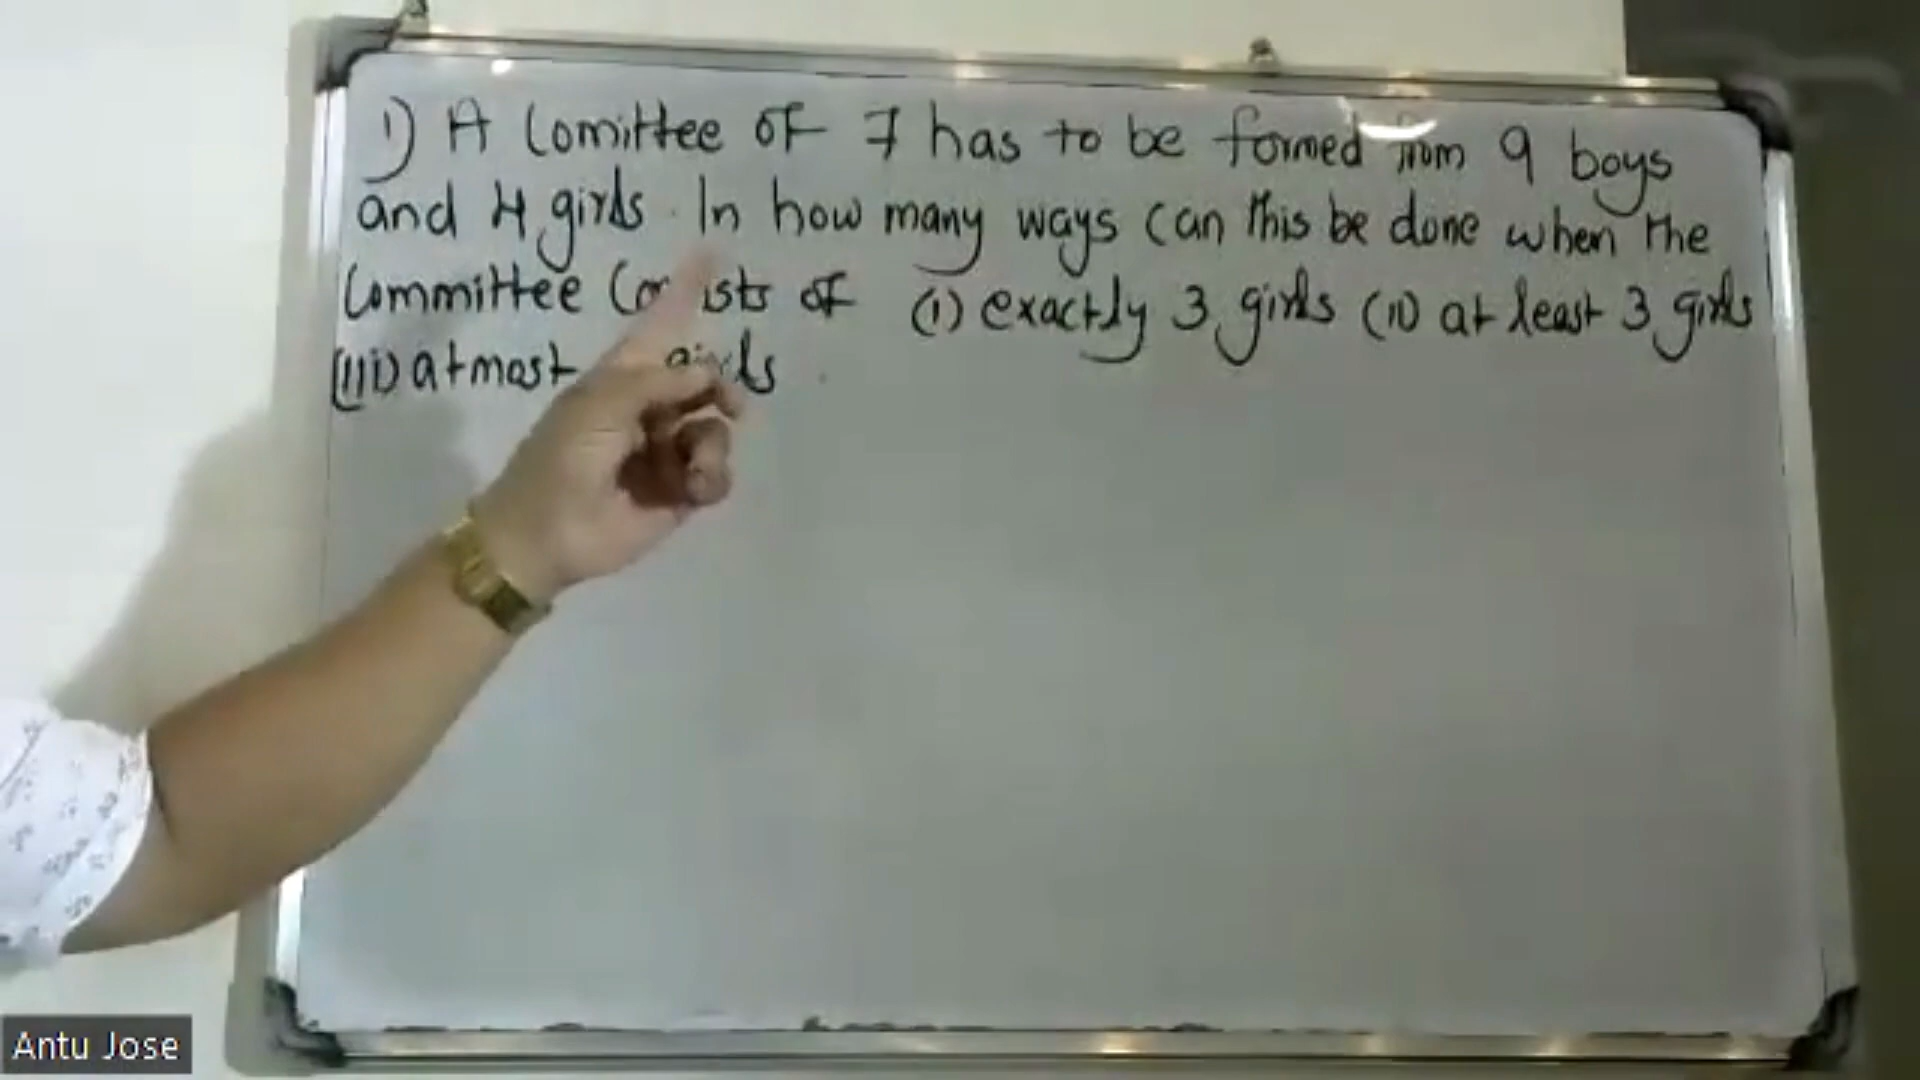 1) A Comittee of 7 has to be formed from 9 boys
and 4 girls. In how many ways can this be done when the
Committee of (i) exactly 3 girls (ii) at least 3 girls
(iii) atmost girls
Antu Jose